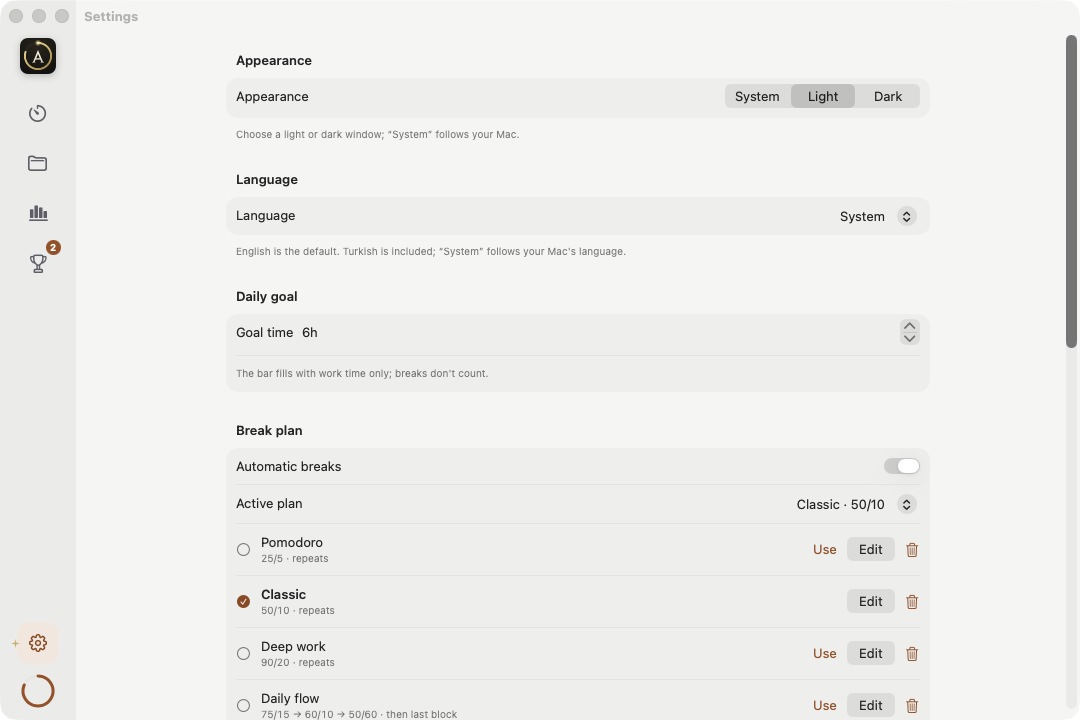 Settings
A
2
Appearance
Appearance System Light Dark
Choose a light or dark window; “System” follows your Mac.
Language
Language System
English is the default. Turkish is included; “System” follows your Mac's language.
Daily goal
Goal time 6h
The bar fills with work time only; breaks don't count.
Break plan
Automatic breaks
Active plan Classic · 50/10
Pomodoro
25/5 · repeats
Use Edit
Classic
50/10 · repeats
Edit
Deep work
90/20 · repeats
Use Edit
Daily flow
75/15 → 60/10 → 50/60 · then last block
Use Edit